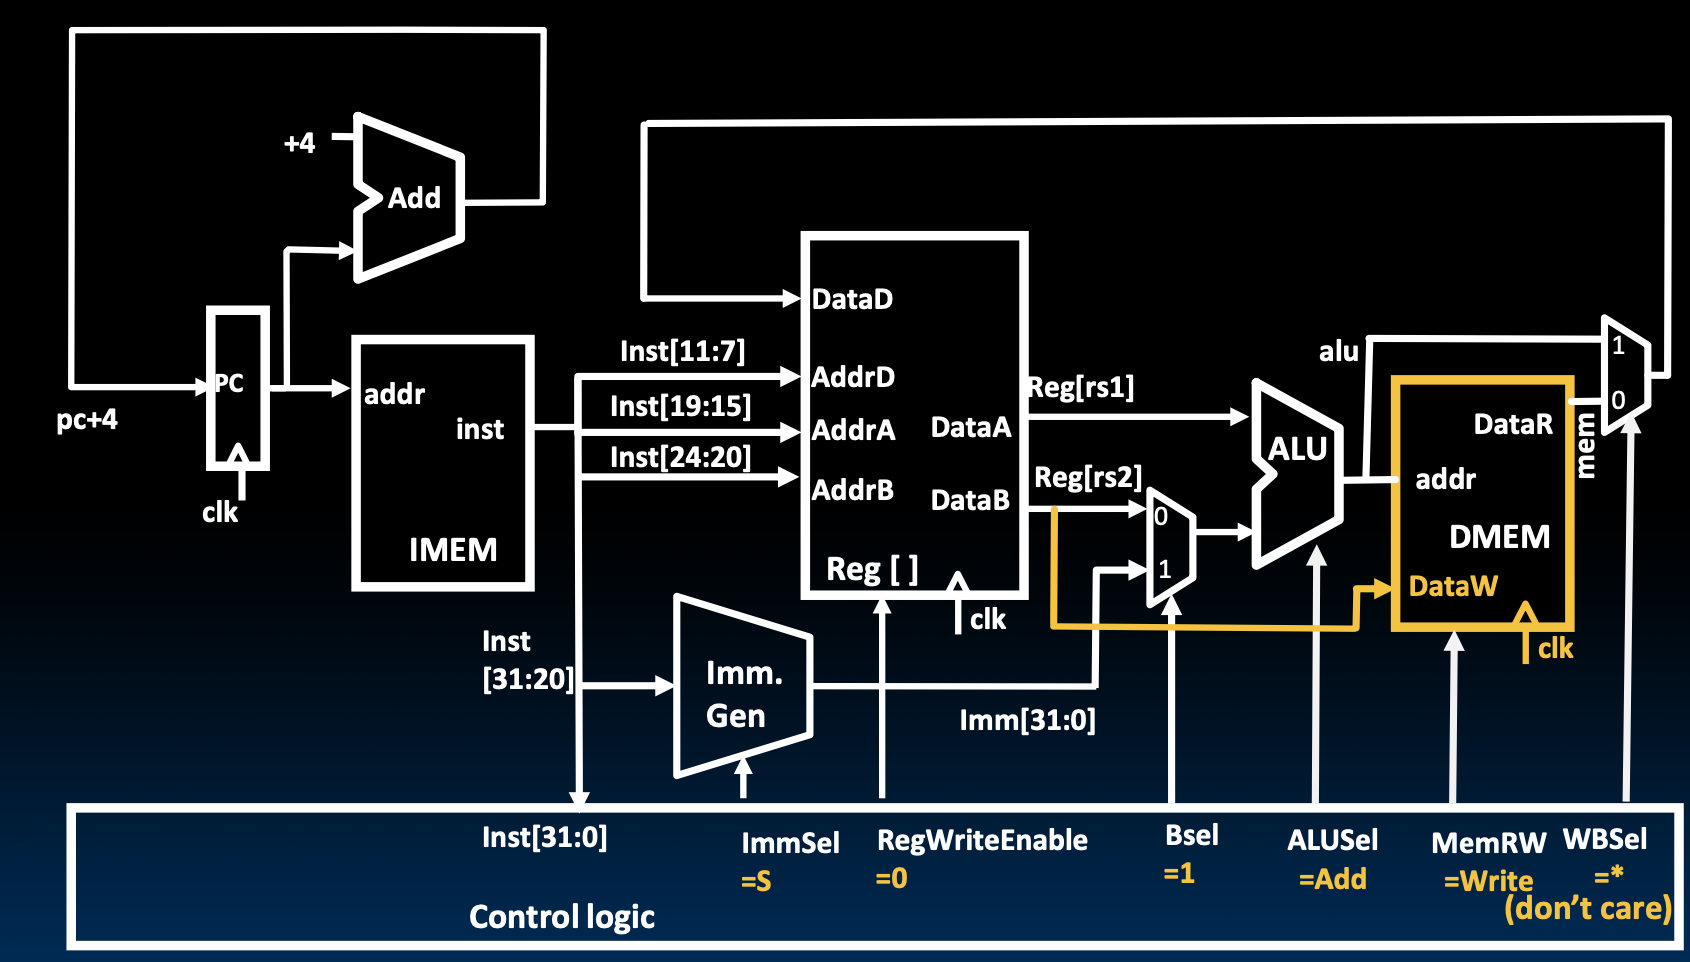 +4
Add
DataD
Inst[11:7]
alu
1
PC
addr
AddrD
Reg[rs1]
0
pc+4
Inst[19:15]
inst
AddrA
DataA
ALU
DataR
mem
Inst[24:20]
Reg[rs2]
addr
AddrB
DataB
0
clk
IMEM
DMEM
Reg [ ]
1
DataW
clk
clk
Inst
[31:20]
Imm.
Gen
Imm[31:0]
Inst[31:0]
ImmSel
=S
RegWriteEnable
=0
Bsel
=1
ALUSel
=Add
MemRW
=Write
WBSel
=*
(don’t care)
Control logic